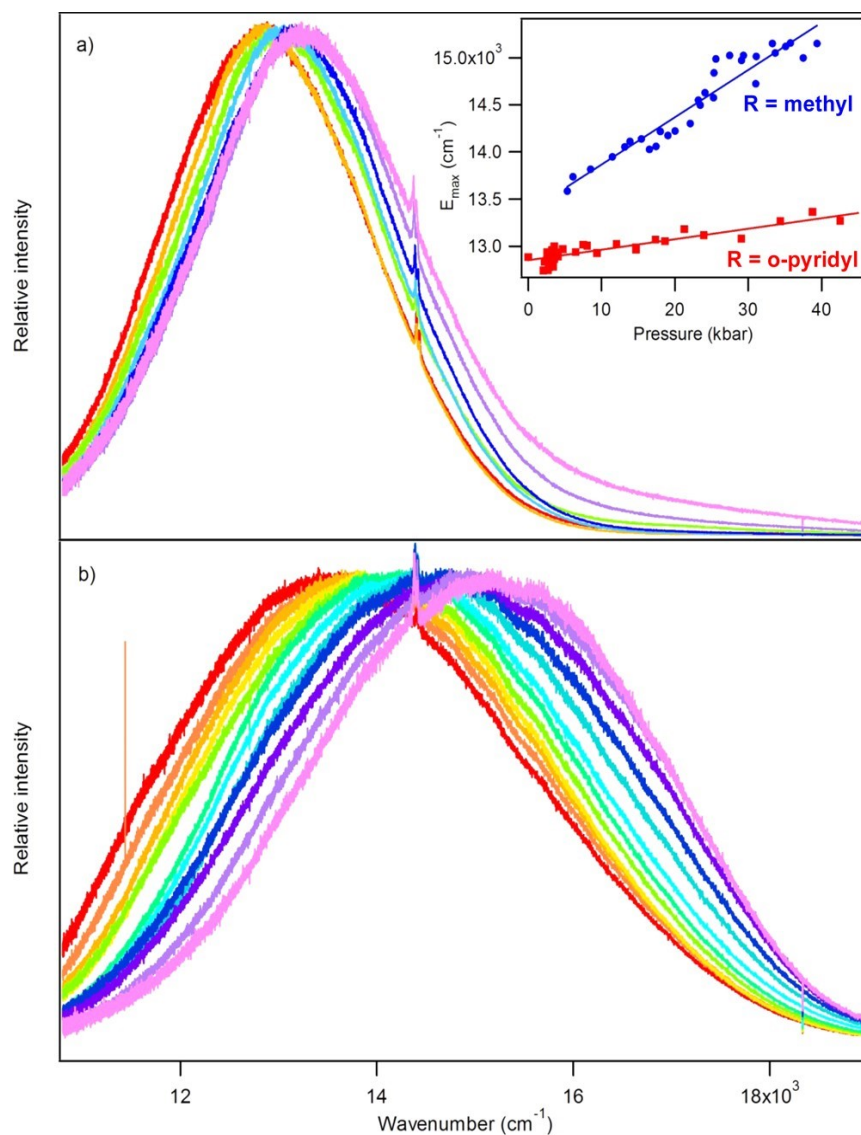 a)
Relative intensity
15.0x10³
14.5
14.0
13.5
13.0
E_max (cm⁻¹)
R = methyl
R = o-pyridyl
0 10 20 30 40
Pressure (kbar)
b)
Relative intensity
12 14 16 18x10³
Wavenumber (cm⁻¹)